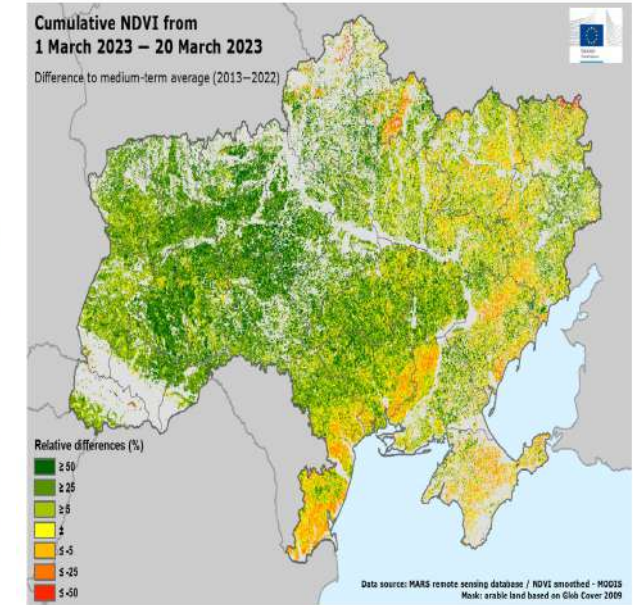 Cumulative NDVI from
1 March 2023 — 20 March 2023
Difference to medium-term average (2013—2022)
European
Commission
Relative differences (%)
≥ 50
≥ 25
≥ 5
±
≤ -5
≤ -25
≤ -50
Data source: MARS remote sensing database / NDVI smoothed - MODIS
Mask: arable land based on Glob Cover 2009